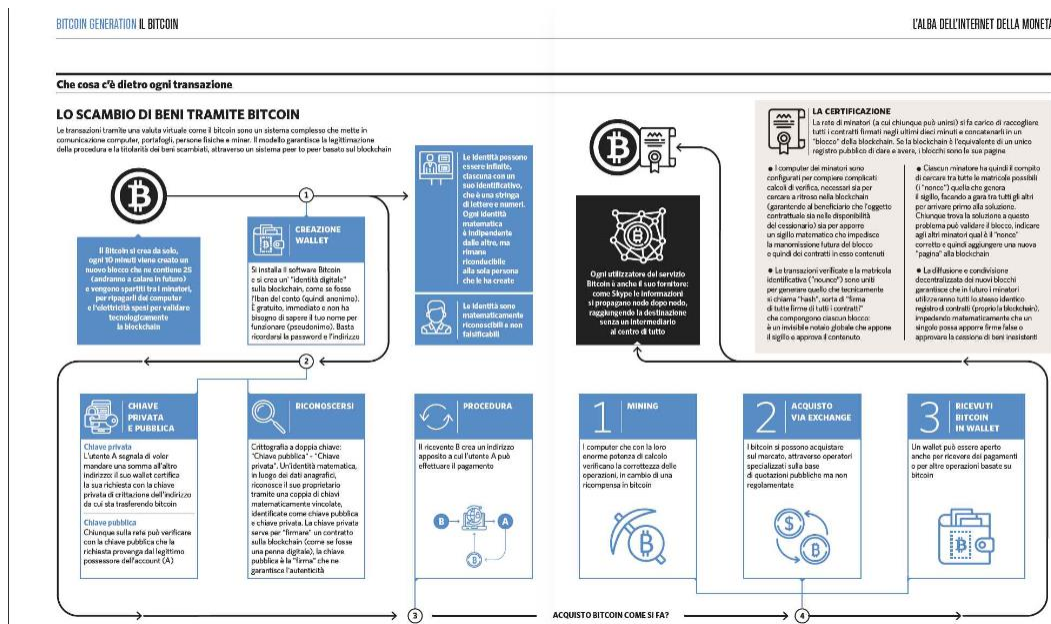 BITCOIN GENERATION IL BITCOIN
L'ALBA DELL'INTERNET DELLA MONETA
Che cosa c'è dietro ogni transazione
LO SCAMBIO DI BENI TRAMITE BITCOIN
Le transazioni tramite una valuta virtuale come il bitcoin sono un sistema complesso che mette in
comunicazione computer, portafogli, persone fisiche e miner. Il modello garantisce la legittimazione
della procedura e la titolarità dei beni scambiati, attraverso un sistema peer to peer basato sul blockchain
Il Bitcoin si crea da solo,
ogni 10 minuti viene creato un
nuovo blocco che ne contiene 25
(andranno a calare in futuro)
e vengono spartiti tra i minatori,
per ripagarli del computer
e l'elettricità spesi per validare
tecnologicamente
la blockchain
1
CREAZIONE
WALLET
Si installa il software Bitcoin
e si crea un' "identità digitale"
sulla blockchain, come se fosse
l'Iban del conto (quindi anonimo).
È gratuito, immediato e non ha
bisogno di sapere il tuo nome per
funzionare (pseudonimo). Basta
ricordarsi la password e l'indirizzo
Le identità possono
essere infinite,
ciascuna con un
suo identificativo,
che è una stringa
di lettere e numeri.
Ogni identità
matematica
è indipendente
dalle altre, ma
rimane
riconducibile
alla sola persona
che le ha create
Le identità sono
matematicamente
riconoscibili e non
falsificabili
Ogni utilizzatore del servizio
Bitcoin è anche il suo fornitore:
come Skype le informazioni
si propagano nodo dopo nodo,
raggiungendo la destinazione
senza un intermediario
al centro di tutto
LA CERTIFICAZIONE
La rete di minatori (a cui chiunque può unirsi) si fa carico di raccogliere
tutti i contratti firmati negli ultimi dieci minuti e concatenarli in un
"blocco" della blockchain. Se la blockchain è l'equivalente di un unico
registro pubblico di dare e avere, i blocchi sono le sue pagine
● I computer dei minatori sono
configurati per compiere complicati
calcoli di verifica, necessari sia per
cercare a ritroso nella blockchain
(garantendo al beneficiario che l'oggetto
contrattuale sia nelle disponibilità
del cessionario) sia per apporre
un sigillo matematico che impedisce
la manomissione futura del blocco
e quindi dei contratti in esso contenuti
● Le transazioni verificate e la matricola
identificativa ("nounce") sono uniti
per generare quello che tecnicamente
si chiama "hash", sorta di "firma
di tutte firme di tutti i contratti"
che compongono ciascun blocco:
è un invisibile notaio globale che appone
il sigillo e approva il contenuto
● Ciascun minatore ha quindi il compito
di cercare tra tutte le matricole possibili
(i "nonce") quella che genera
il sigillo, facendo a gara tra tutti gli altri
per arrivare primo alla soluzione.
Chiunque trova la soluzione a questo
problema può validare il blocco, indicare
agli altri minatori qual è il "nonce"
corretto e quindi aggiungere una nuova
"pagina" alla blockchain
● La diffusione e condivisione
decentralizzata dei nuovi blocchi
garantisce che in futuro i minatori
utilizzeranno tutti lo stesso identico
registro di contratti (proprio la blockchain),
impedendo matematicamente che un
singolo possa apporre firme false o
approvare la cessione di beni inesistenti
2
CHIAVE
PRIVATA
E PUBBLICA
Chiave privata
L'utente A segnala di voler
mandare una somma all'altro
indirizzo: il suo wallet certifica
la sua richiesta con la chiave
privata di crittazione dell'indirizzo
da cui sta trasferendo bitcoin
Chiave pubblica
Chiunque sulla rete può verificare
con la chiave pubblica che la
richiesta provenga dal legittimo
possessore dell'account (A)
RICONOSCERSI
Crittografia a doppia chiave:
"Chiave pubblica" - "Chiave
privata". Un'identità matematica,
in luogo dei dati anagrafici,
riconosce il suo proprietario
tramite una coppia di chiavi
matematicamente vincolate,
identificate come chiave pubblica
e chiave privata. La chiave privata
serve per "firmare" un contratto
sulla blockchain (come se fosse
una penna digitale), la chiave
pubblica è la "firma" che ne
garantisce l'autenticità
PROCEDURA
Il ricevente B crea un indirizzo
apposito a cui l'utente A può
effettuare il pagamento
B
A
1
MINING
I computer che con la loro
enorme potenza di calcolo
verificano la correttezza delle
operazioni, in cambio di una
ricompensa in bitcoin
2
ACQUISTO
VIA EXCHANGE
I bitcoin si possono acquistare
sul mercato, attraverso operatori
specializzati sulla base
di quotazioni pubbliche ma non
regolamentate
3
RICEVUTI
BITCOIN
IN WALLET
Un wallet può essere aperto
anche per ricevere dei pagamenti
o per altre operazioni basate su
bitcoin
3
ACQUISTO BITCOIN COME SI FA?
4